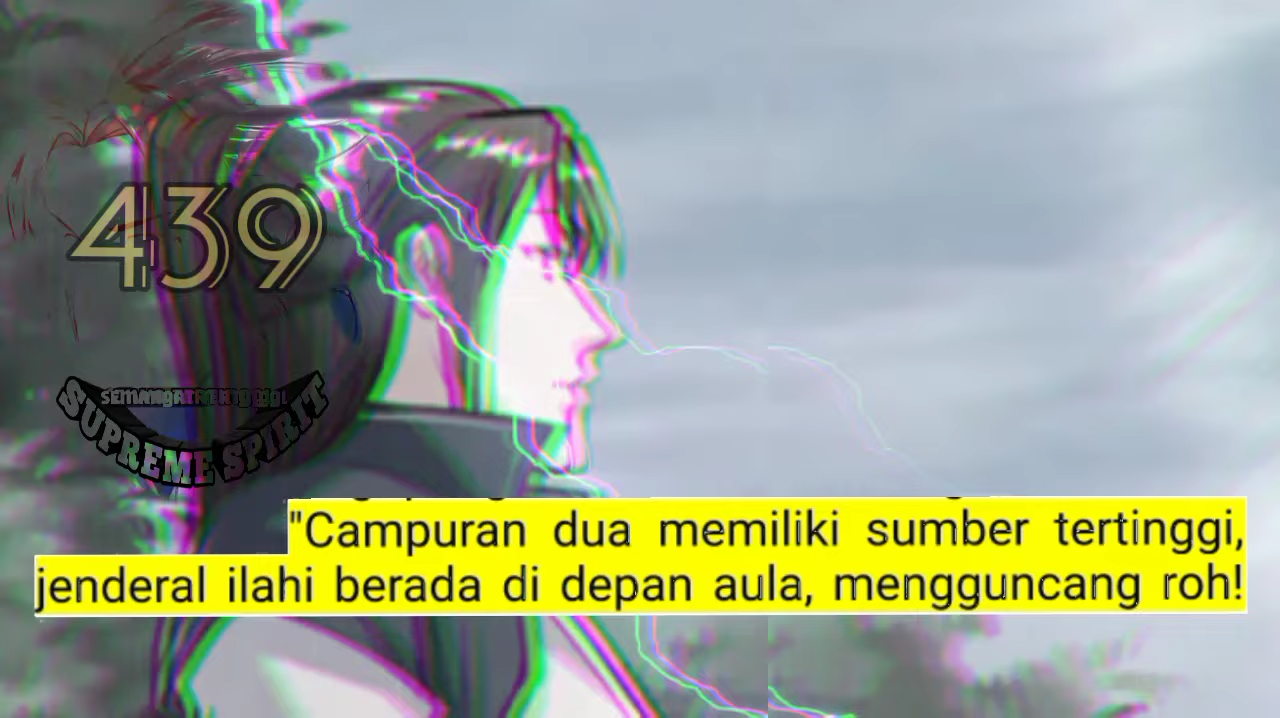 439
SUPREME SPIRIT
"Campuran dua memiliki sumber tertinggi,
jenderal ilahi berada di depan aula, mengguncang roh!